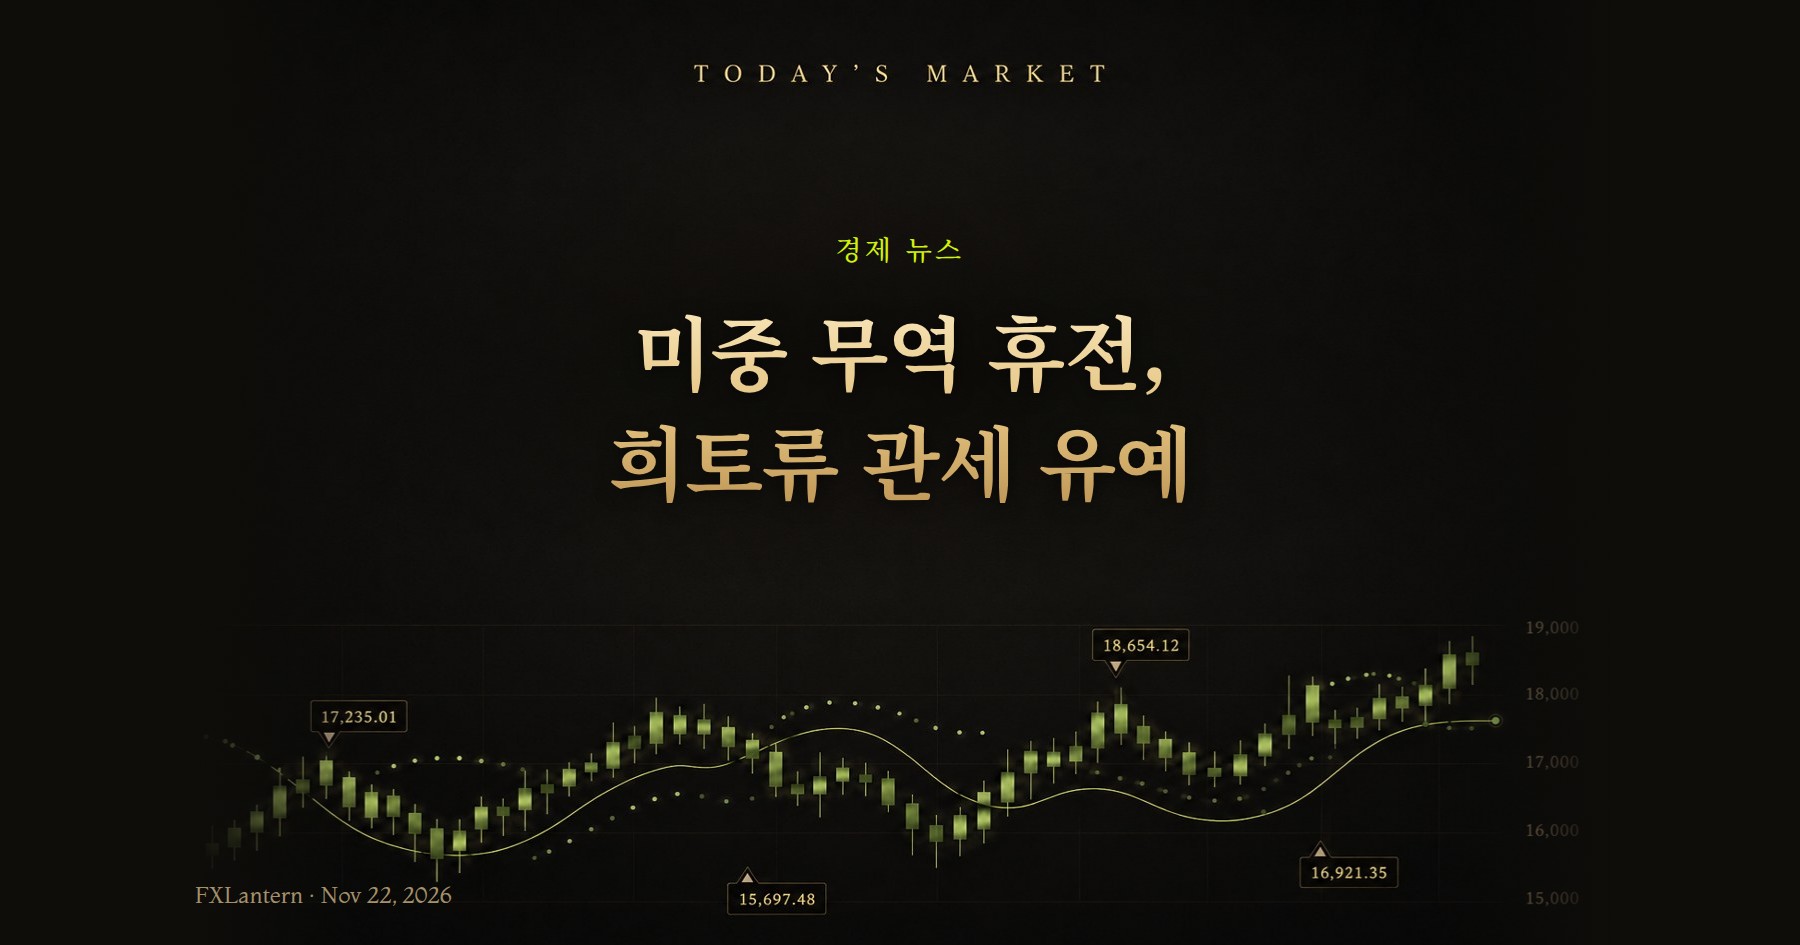 TODAY’S MARKET
경제 뉴스
미중 무역 휴전,
희토류 관세 유예
19,000
18,654.12
18,000
17,235.01
17,000
16,000
16,921.35
15,697.48
15,000
FXLantern · Nov 22, 2026